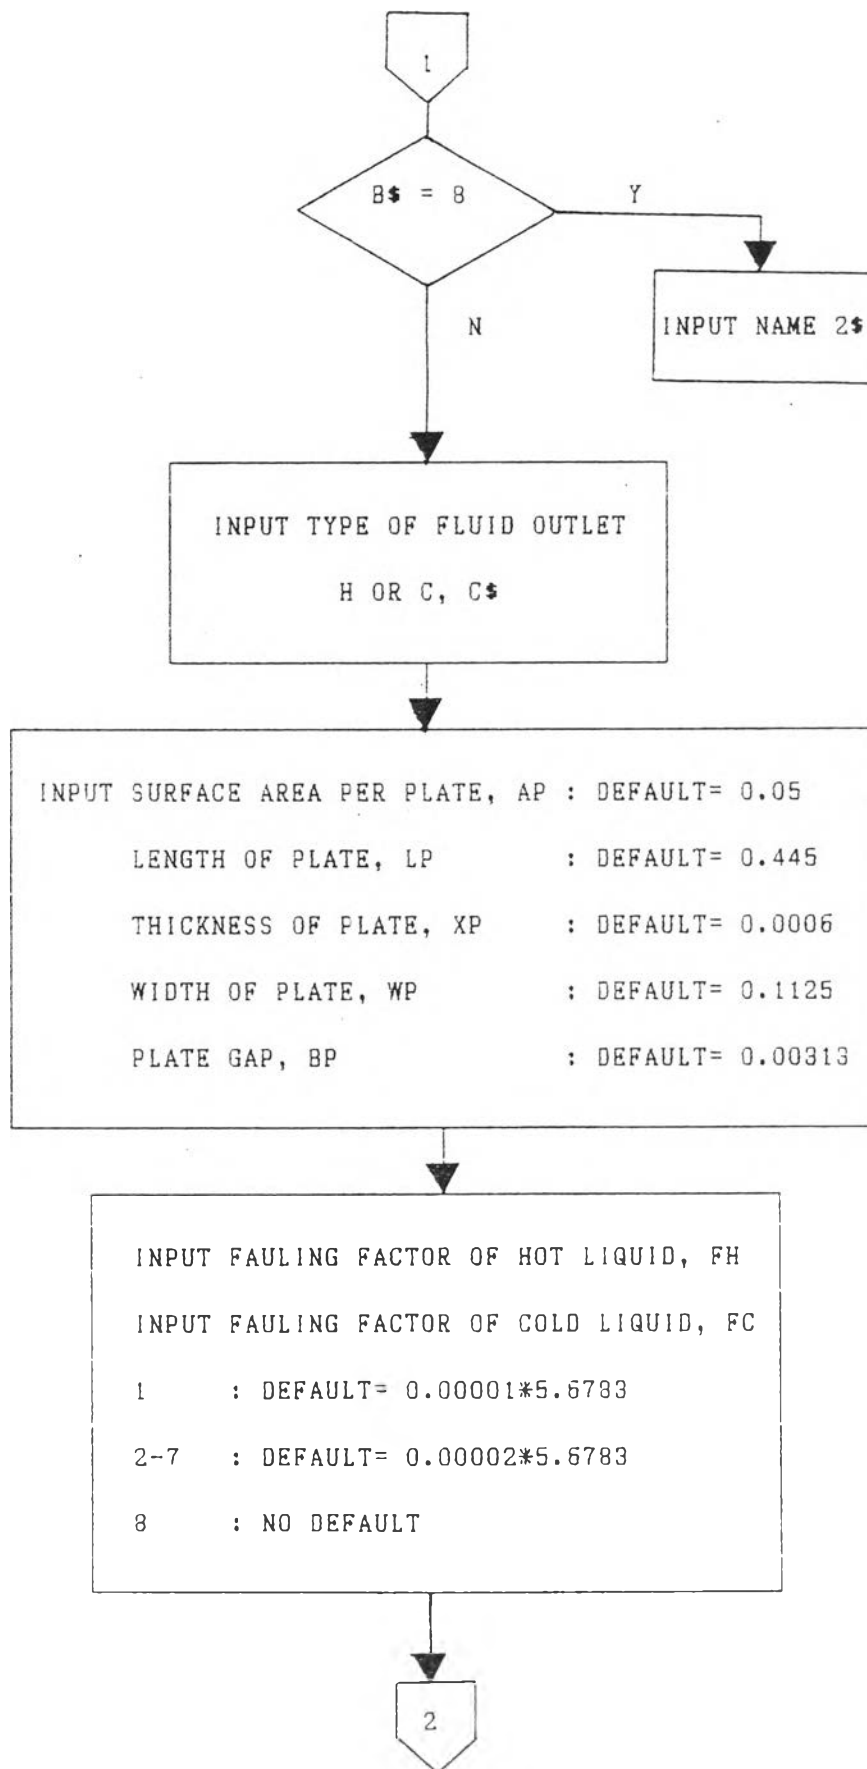 1
B$ = 8
Y
INPUT NAME 2$
N
INPUT TYPE OF FLUID OUTLET
H OR C, C$
INPUT SURFACE AREA PER PLATE, AP : DEFAULT= 0.05
LENGTH OF PLATE, LP : DEFAULT= 0.445
THICKNESS OF PLATE, XP : DEFAULT= 0.0006
WIDTH OF PLATE, WP : DEFAULT= 0.1125
PLATE GAP, BP : DEFAULT= 0.00313
INPUT FAULING FACTOR OF HOT LIQUID, FH
INPUT FAULING FACTOR OF COLD LIQUID, FC
1 : DEFAULT= 0.00001*5.6783
2-7 : DEFAULT= 0.00002*5.6783
8 : NO DEFAULT
2